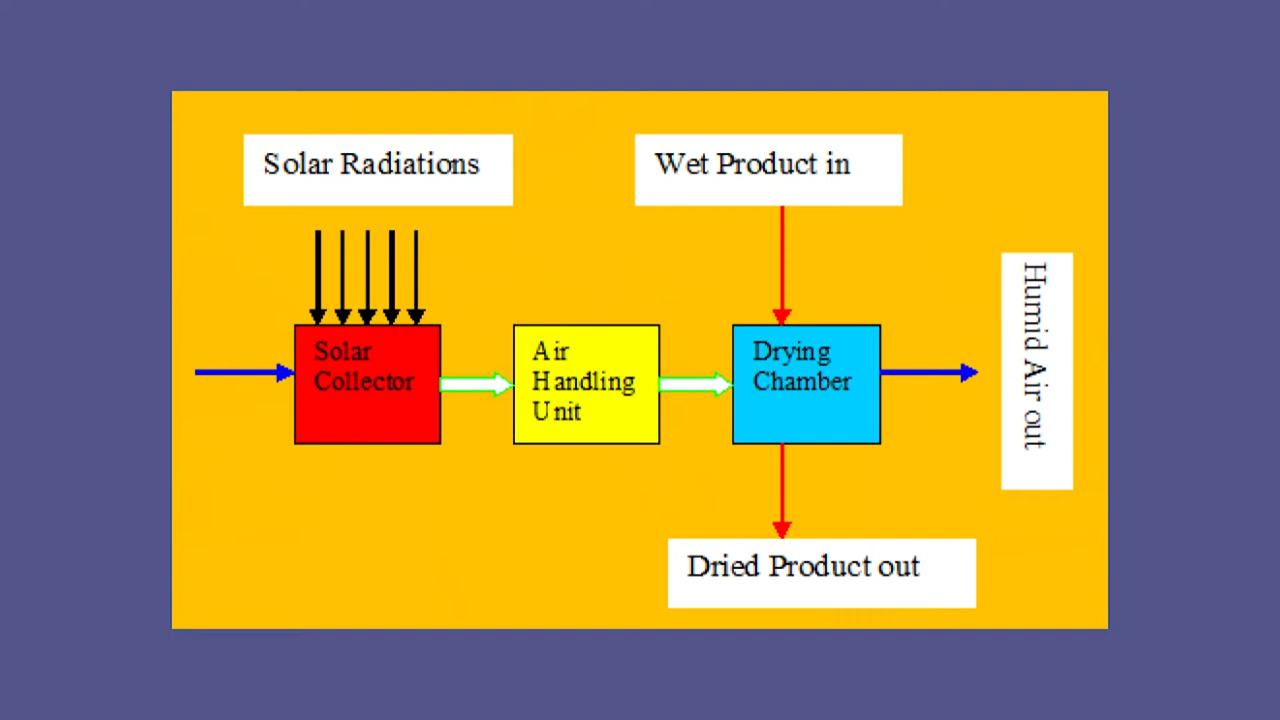 Solar Radiations
Wet Product in
Solar
Collector
Air
Handling
Unit
Drying
Chamber
Humid Air out
Dried Product out